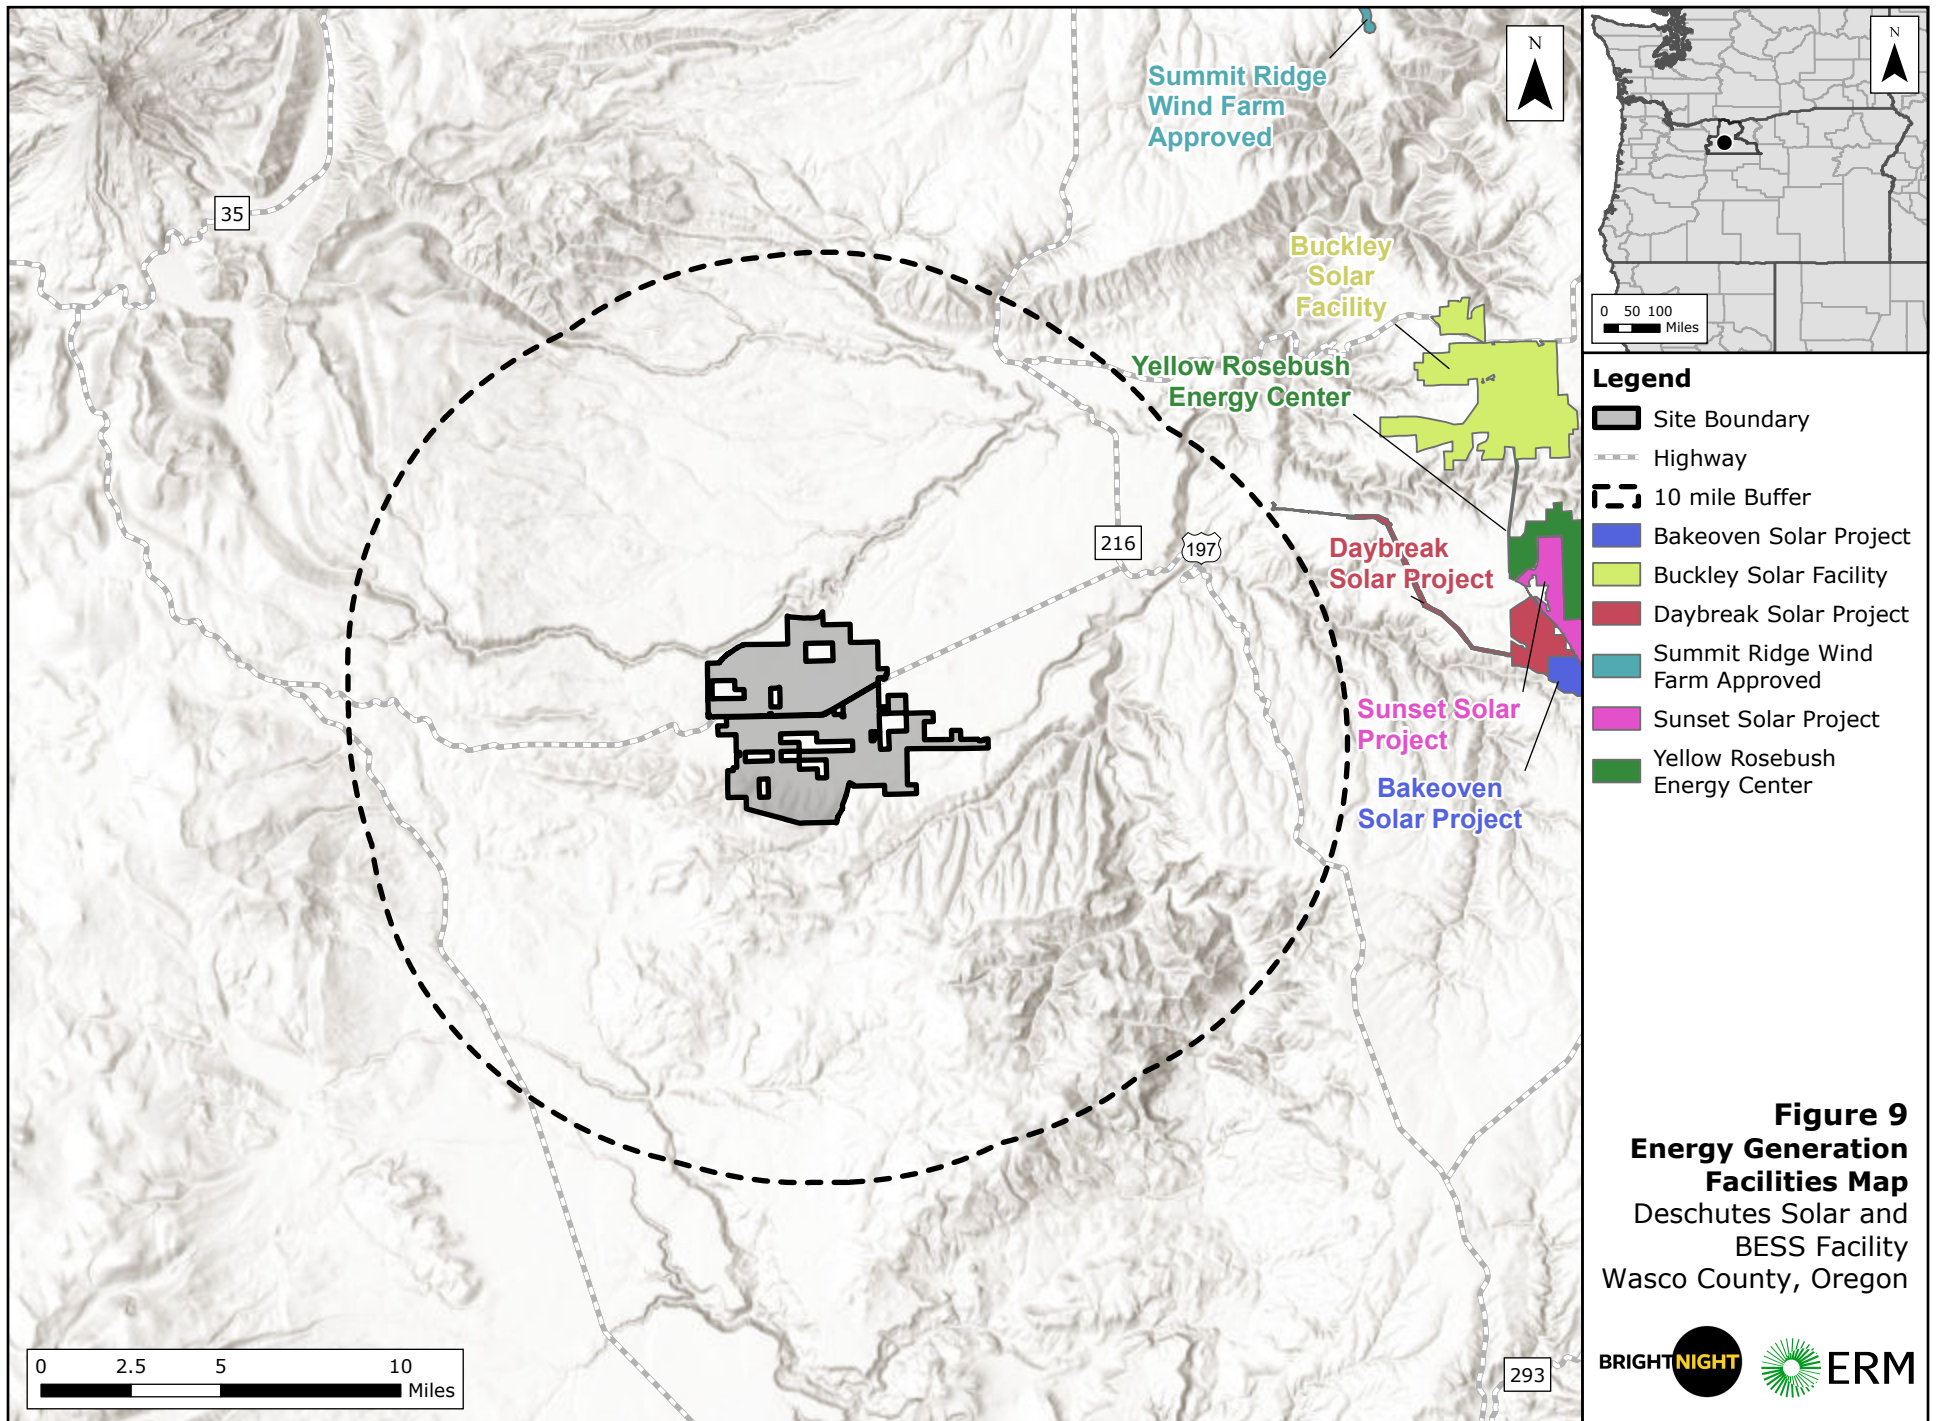 Summit Ridge
Wind Farm
Approved
N
35
Buckley
Solar
Facility
Yellow Rosebush
Energy Center
216
197
Daybreak
Solar Project
Sunset Solar
Project
Bakeoven
Solar Project
293
0 2.5 5 10
Miles
N
0 50 100
Miles
Legend
Site Boundary
Highway
10 mile Buffer
Bakeoven Solar Project
Buckley Solar Facility
Daybreak Solar Project
Summit Ridge Wind
Farm Approved
Sunset Solar Project
Yellow Rosebush
Energy Center
Figure 9
Energy Generation
Facilities Map
Deschutes Solar and
BESS Facility
Wasco County, Oregon
BRIGHTNIGHT
ERM